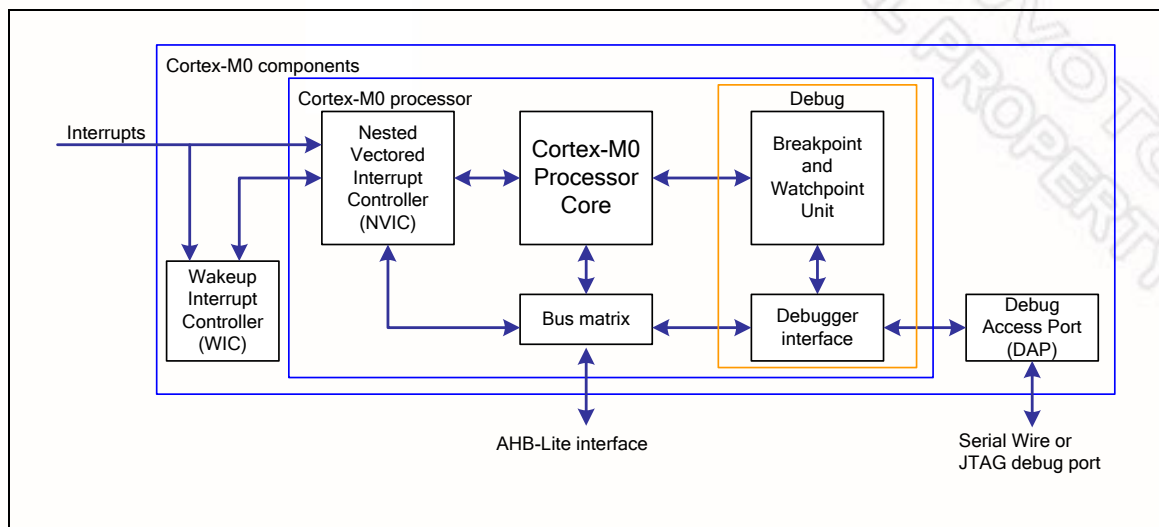 Cortex-M0 components
Cortex-M0 processor
Debug
Interrupts
Nested
Vectored
Interrupt
Controller
(NVIC)
Cortex-M0
Processor
Core
Breakpoint
and
Watchpoint
Unit
Wakeup
Interrupt
Controller
(WIC)
Bus matrix
Debugger
interface
Debug
Access Port
(DAP)
AHB-Lite interface
Serial Wire or
JTAG debug port
PROPERTY